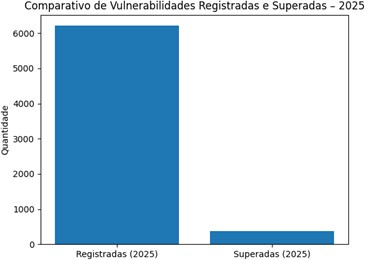 Comparativo de Vulnerabilidades Registradas e Superadas – 2025
6000
5000
4000
3000
2000
1000
0
Quantidade
Registradas (2025)
Superadas (2025)